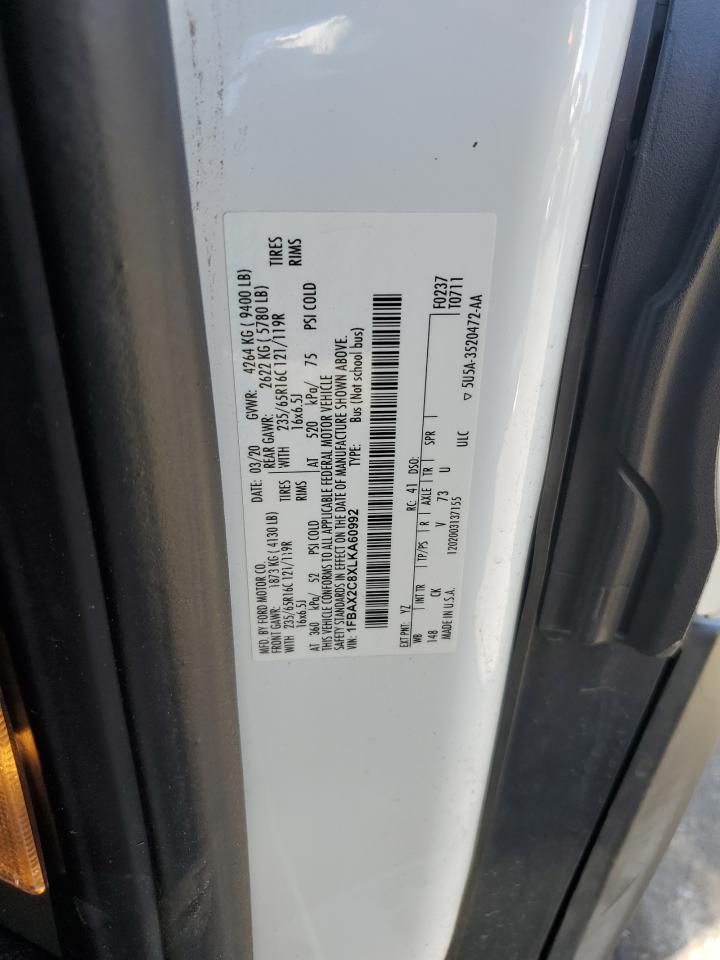 MFD. BY FORD MOTOR CO.
DATE: 03/20 GVWR: 4264 KG ( 9400 LB)
FRONT GAWR: 1873 KG ( 4130 LB) REAR GAWR: 2622 KG ( 5780 LB)
WITH 235/65R16C 121/119R TIRES WITH 235/65R16C 121/119R TIRES
16x6.5J RIMS 16x6.5J RIMS
AT 360 kPa/ 52 PSI COLD AT 520 kPa/ 75 PSI COLD
THIS VEHICLE CONFORMS TO ALL APPLICABLE FEDERAL MOTOR VEHICLE
SAFETY STANDARDS IN EFFECT ON THE DATE OF MANUFACTURE SHOWN ABOVE.
VIN: 1FBAX2C8XLKA60992 TYPE: Bus (Not school bus)
EXT PNT: YZ RC: 41 DSO: F0237
WB INT TR TP/PS R AXLE TR SPR T0711
148 CK V 73 U
MADE IN U.S.A. 1202003137155 ULC ▽ 5U5A-3520472-AA